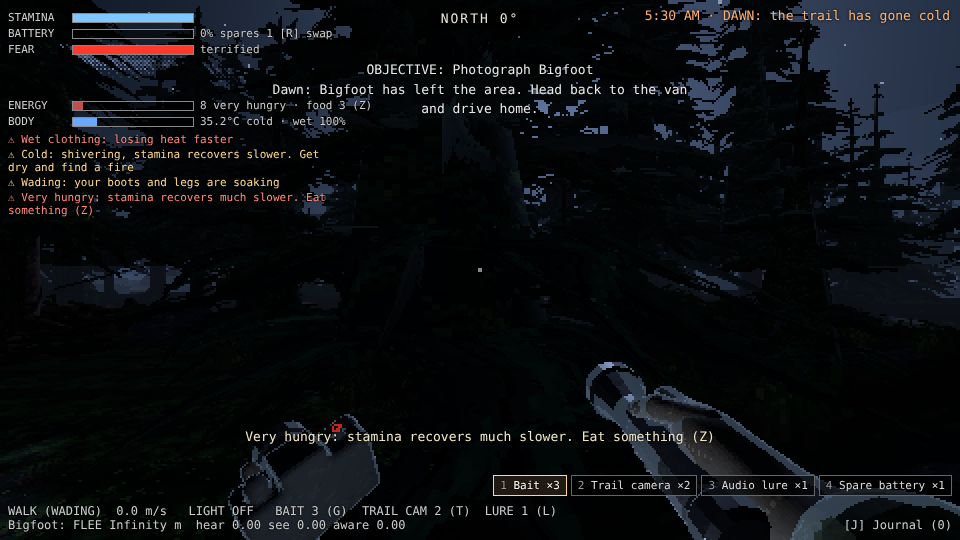 STAMINA
NORTH 0°
5:30 AM · DAWN: the trail has gone cold
BATTERY 0% spares 1 [R] swap
FEAR terrified
OBJECTIVE: Photograph Bigfoot
Dawn: Bigfoot has left the area. Head back to the van
and drive home.
ENERGY 8 very hungry · food 3 (Z)
BODY 35.2°C cold · wet 100%
⚠ Wet clothing: losing heat faster
⚠ Cold: shivering, stamina recovers slower. Get
dry and find a fire
⚠ Wading: your boots and legs are soaking
⚠ Very hungry: stamina recovers much slower. Eat
something (Z)
Very hungry: stamina recovers much slower. Eat something (Z)
1 Bait ×3 2 Trail camera ×2 3 Audio lure ×1 4 Spare battery ×1
WALK (WADING) 0.0 m/s LIGHT OFF BAIT 3 (G) TRAIL CAM 2 (T) LURE 1 (L)
Bigfoot: FLEE Infinity m hear 0.00 see 0.00 aware 0.00
[J] Journal (0)